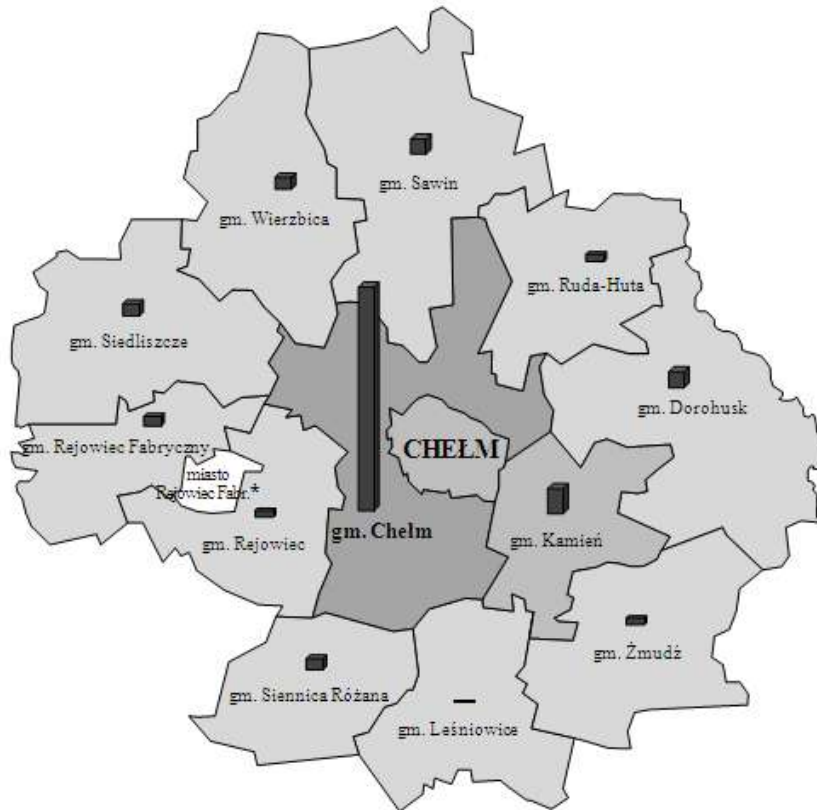 gm. Sawin
gm. Wierzbica
gm. Ruda-Huta
gm. Siedliszcze
gm. Dorohusk
gm. Rejowiec Fabryczny
CHEŁM
miasto
Rejowiec Fabr.*
gm. Chełm
gm. Rejowiec
gm. Kamień
gm. Żmudź
gm. Siennica Różana
gm. Leśniowice